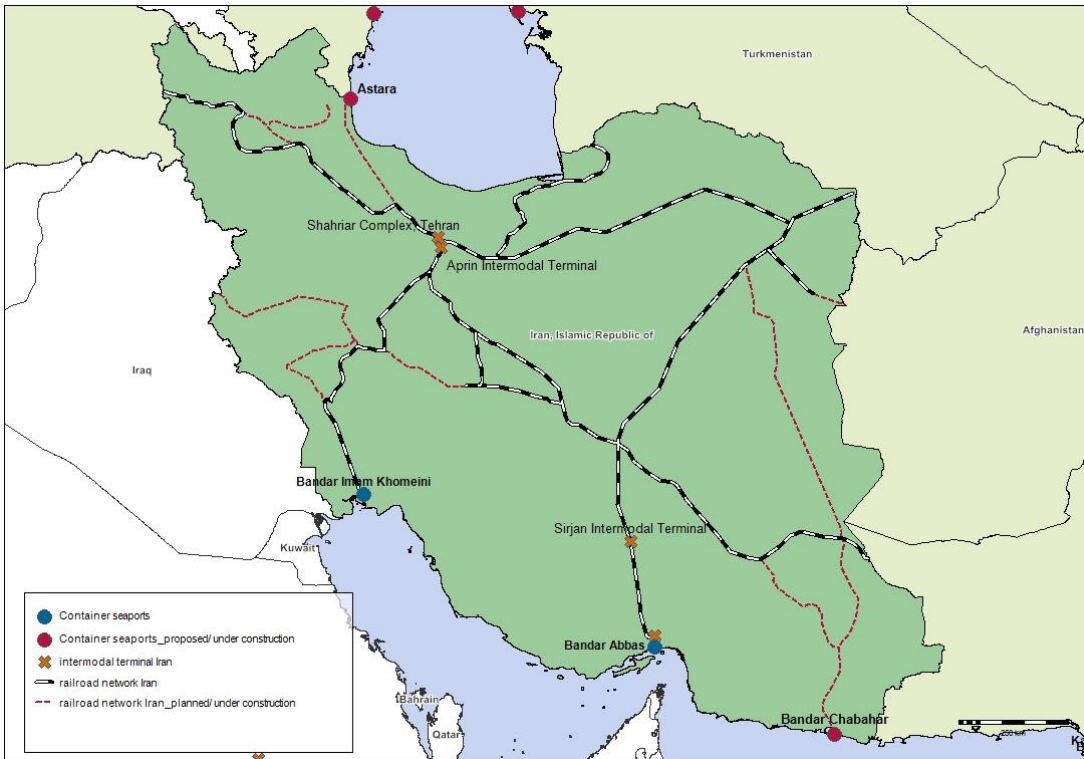 Turkmenistan
Astara
Shahriar Complex, Tehran
Aprin Intermodal Terminal
Iran, Islamic Republic of
Afghanistan
Iraq
Bandar Imam Khomeini
Sirjan Intermodal Terminal
Kuwait
Container seaports
Container seaports_proposed/ under construction
intermodal terminal Iran
railroad network Iran
railroad network Iran_planned/ under construction
Bandar Abbas
Bahrain
Qatar
Bandar Chabahar
250 km